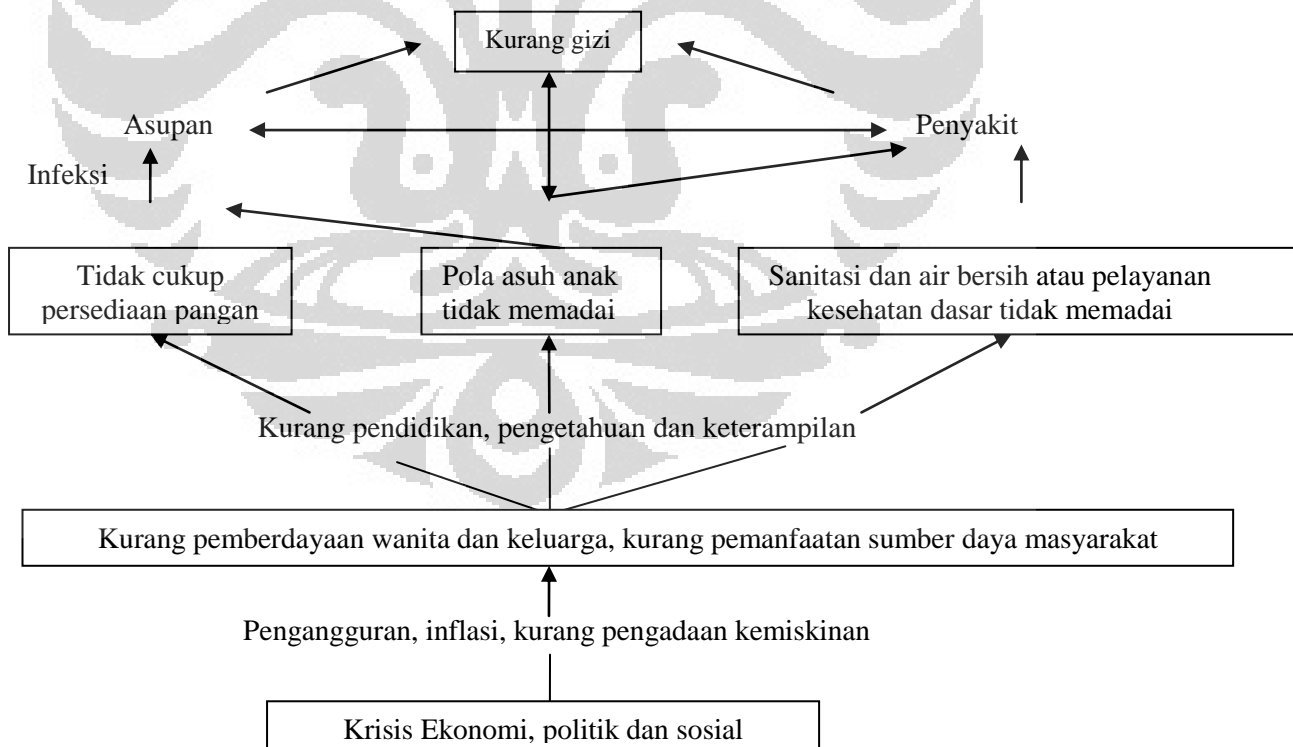 Kurang gizi
Asupan
Penyakit
Infeksi
Tidak cukup
persediaan pangan
Pola asuh anak
tidak memadai
Sanitasi dan air bersih atau pelayanan
kesehatan dasar tidak memadai
Kurang pendidikan, pengetahuan dan keterampilan
Kurang pemberdayaan wanita dan keluarga, kurang pemanfaatan sumber daya masyarakat
Pengangguran, inflasi, kurang pengadaan kemiskinan
Krisis Ekonomi, politik dan sosial